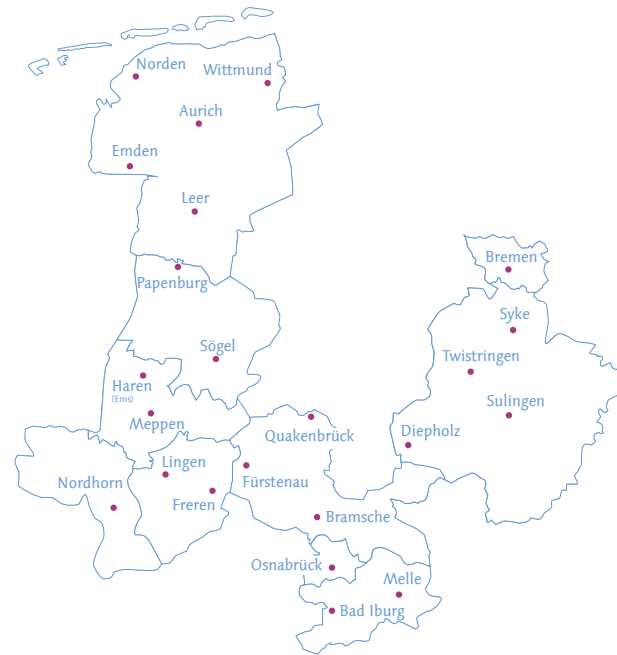 Norden
Wittmund
Aurich
Emden
Leer
Bremen
Papenburg
Syke
Sögel
Twistringen
Haren
(Ems)
Sulingen
Meppen
Quakenbrück
Diepholz
Lingen
Nordhorn
Fürstenau
Freren
Bramsche
Osnabrück
Melle
Bad Iburg